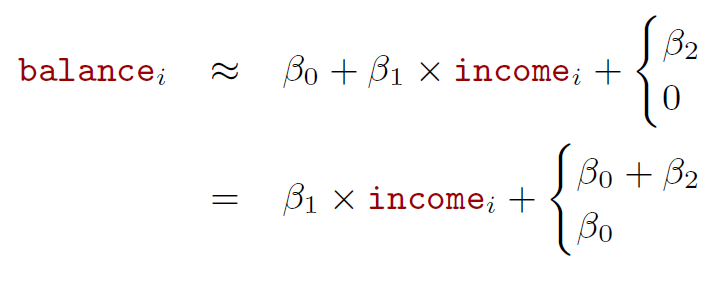 balanceᵢ ≈ β₀ + β₁ × incomeᵢ + { β₂
0
= β₁ × incomeᵢ + { β₀ + β₂
β₀